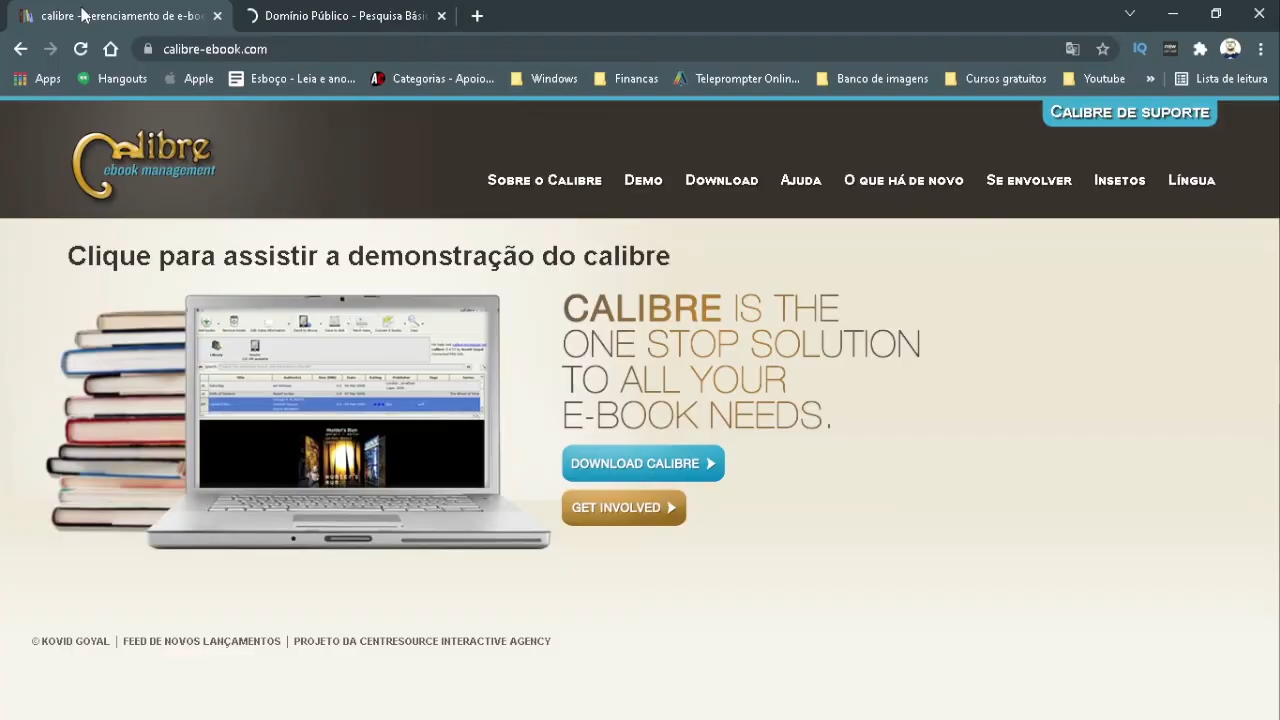 calibre - gerenciamento de e-boo
Domínio Público - Pesquisa Bási
calibre-ebook.com
Apps
Hangouts
Apple
Esboço - Leia e ano...
Categorias - Apoio...
Windows
Financas
Teleprompter Onlin...
Banco de imagens
Cursos gratuitos
Youtube
»
Lista de leitura
CALIBRE DE SUPORTE
Calibre
ebook management
SOBRE O CALIBRE
DEMO
DOWNLOAD
AJUDA
O QUE HÁ DE NOVO
SE ENVOLVER
INSETOS
LÍNGUA
Clique para assistir a demonstração do calibre
CALIBRE IS THE
ONE STOP SOLUTION
TO ALL YOUR
E-BOOK NEEDS.
DOWNLOAD CALIBRE
GET INVOLVED
© KOVID GOYAL | FEED DE NOVOS LANÇAMENTOS | PROJETO DA CENTRESOURCE INTERACTIVE AGENCY